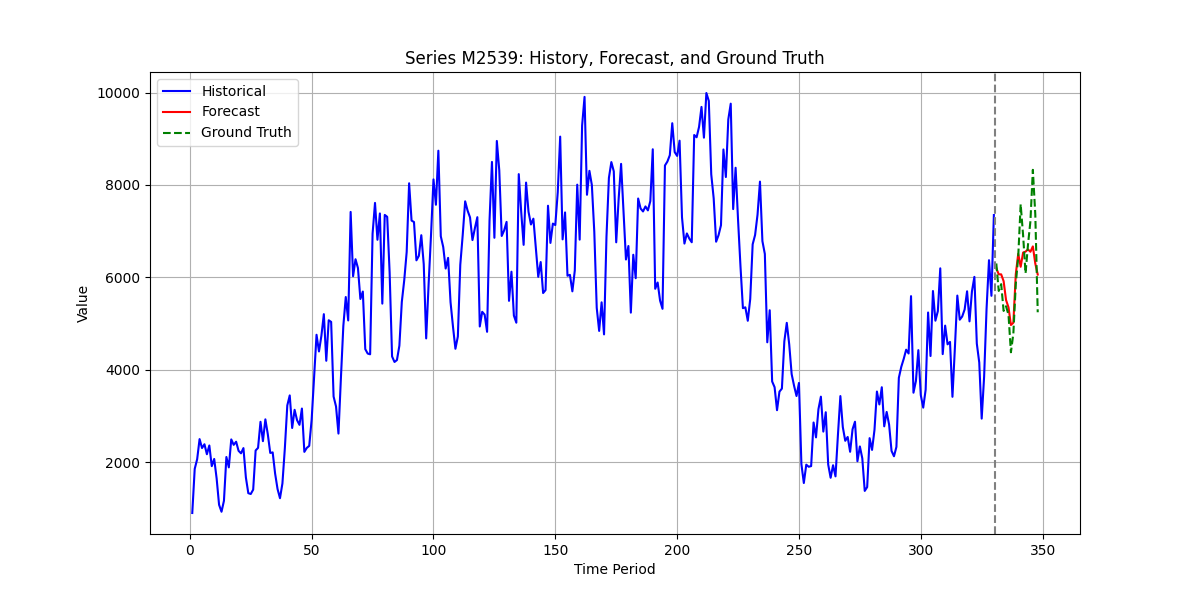 Series M2539: History, Forecast, and Ground Truth
Historical
Forecast
Ground Truth
10000
8000
6000
4000
2000
Value
0
50
100
150
200
250
300
350
Time Period